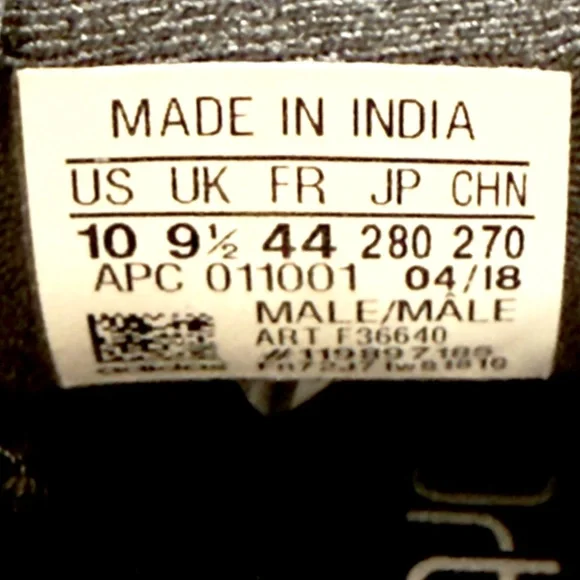 MADE IN INDIA
US UK FR JP CHN
10 9½ 44 280 270
APC 011001 04/18
MALE/MÂLE
ART F36640
adidas